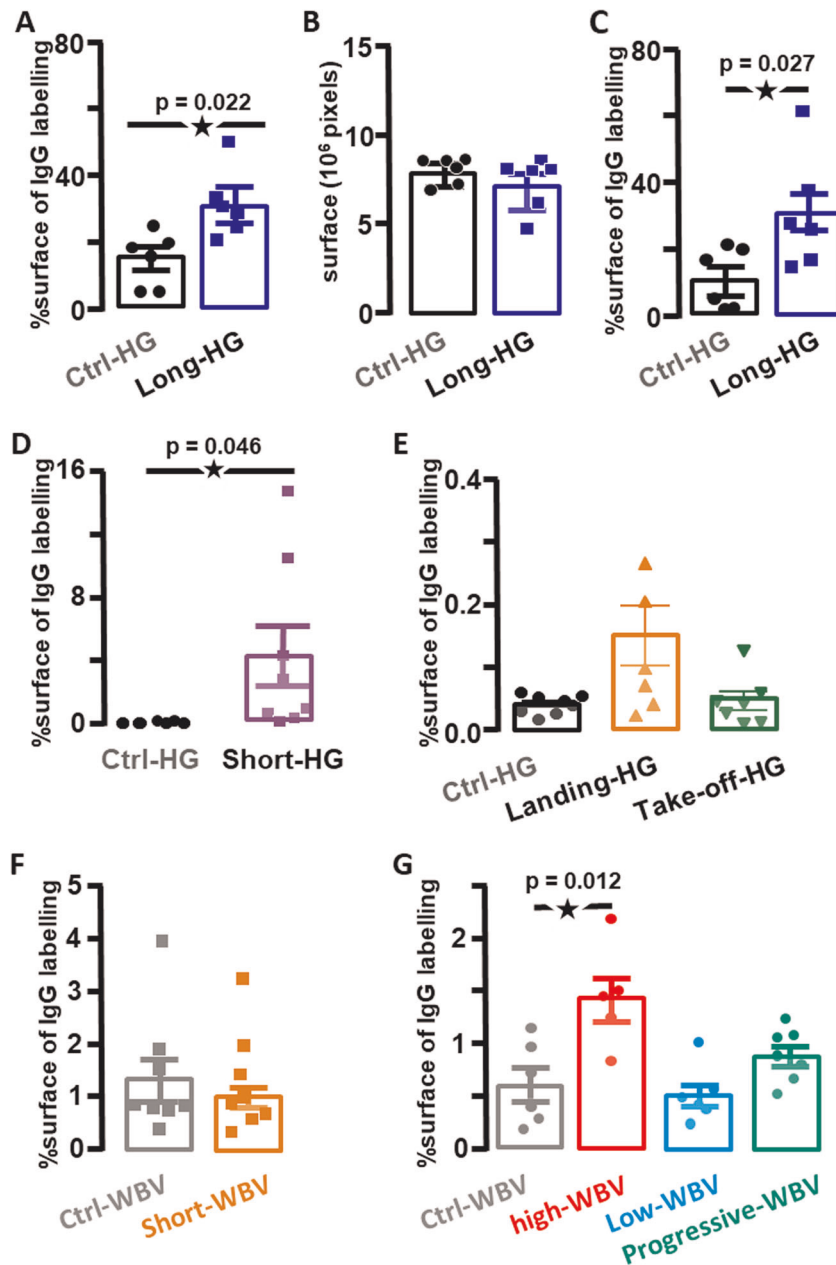 A
%surface of IgG labelling
80
40
0
p = 0.022
★
Ctrl-HG
Long-HG
B
surface (10⁶ pixels)
15
10
5
0
Ctrl-HG
Long-HG
C
%surface of IgG labelling
80
40
0
p = 0.027
★
Ctrl-HG
Long-HG
D
%surface of IgG labelling
16
8
0
p = 0.046
★
Ctrl-HG
Short-HG
E
%surface of IgG labelling
0.4
0.2
0.0
Ctrl-HG
Landing-HG
Take-off-HG
F
%surface of IgG labelling
5
4
3
2
1
0
Ctrl-WBV
Short-WBV
G
%surface of IgG labelling
2
1
0
p = 0.012
★
Ctrl-WBV
high-WBV
Low-WBV
Progressive-WBV